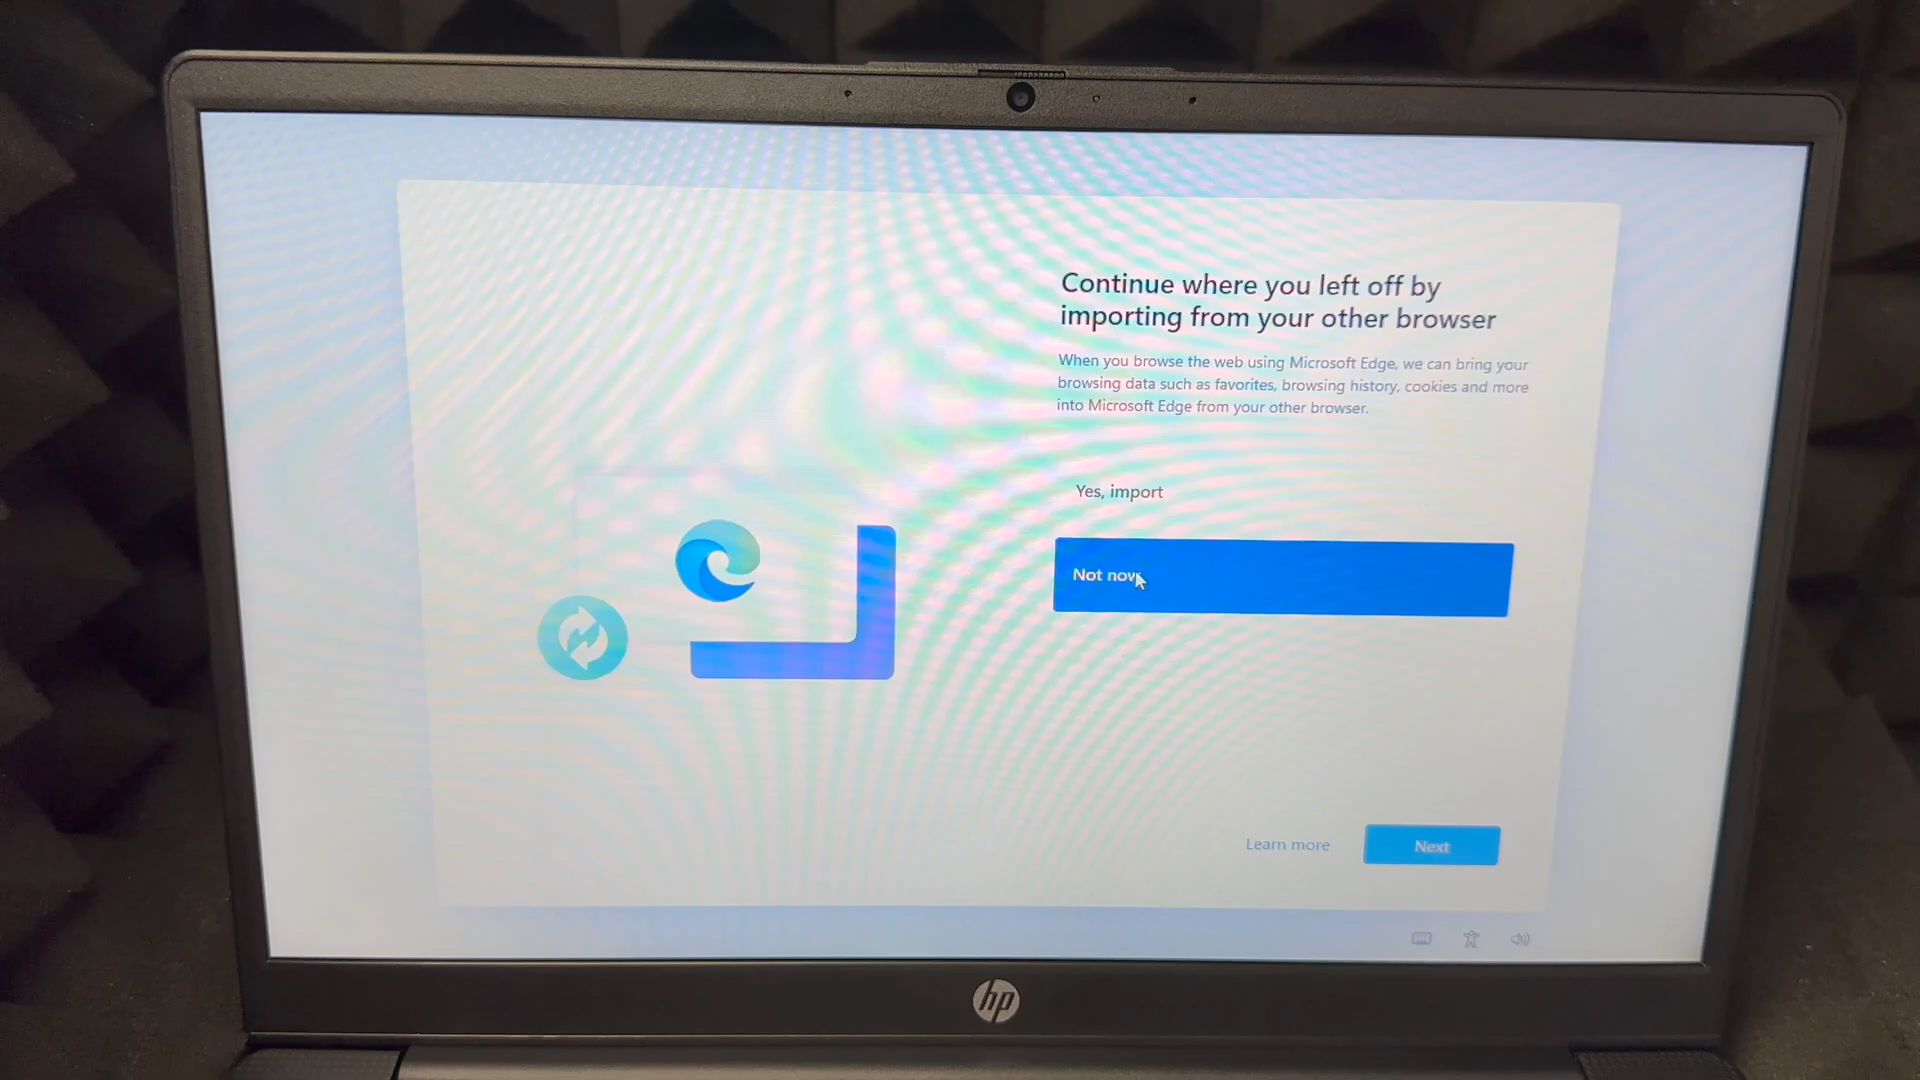 Continue where you left off by
importing from your other browser
When you browse the web using Microsoft Edge, we can bring your
browsing data such as favorites, browsing history, cookies and more
into Microsoft Edge from your other browser.
Yes, import
Not now
Learn more
Next
hp